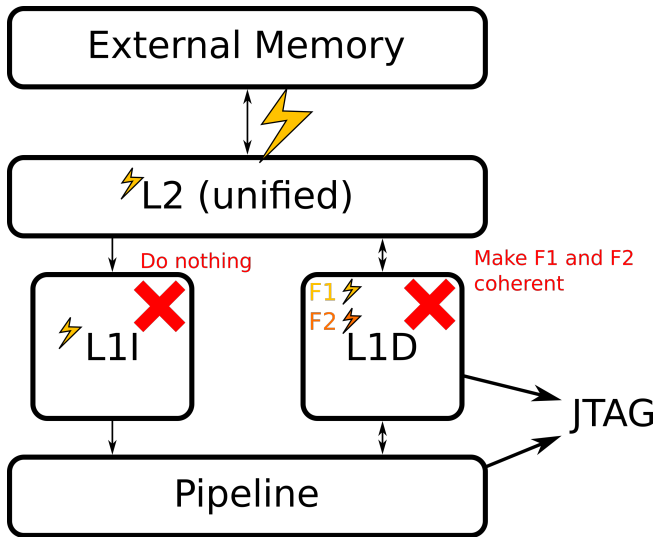 External Memory
L2 (unified)
Do nothing
Make F1 and F2
coherent
F1
F2
L1I
L1D
JTAG
Pipeline